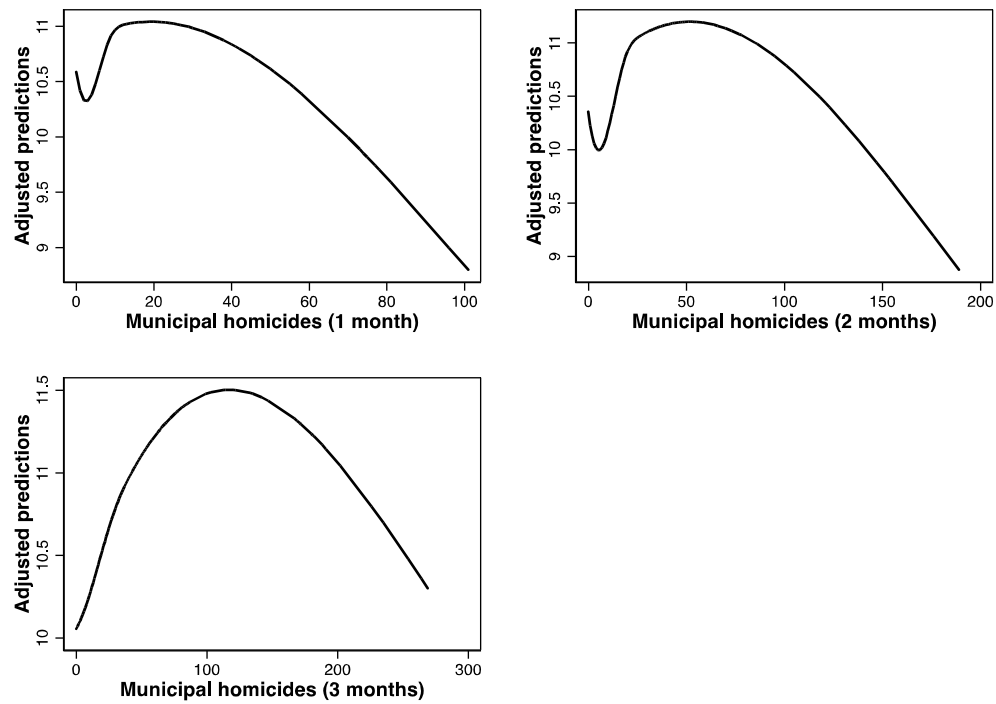 Adjusted predictions
11
10.5
10
9.5
9
0 20 40 60 80 100
Municipal homicides (1 month)
Adjusted predictions
11
10.5
10
9.5
9
0 50 100 150 200
Municipal homicides (2 months)
Adjusted predictions
11.5
11
10.5
10
0 100 200 300
Municipal homicides (3 months)